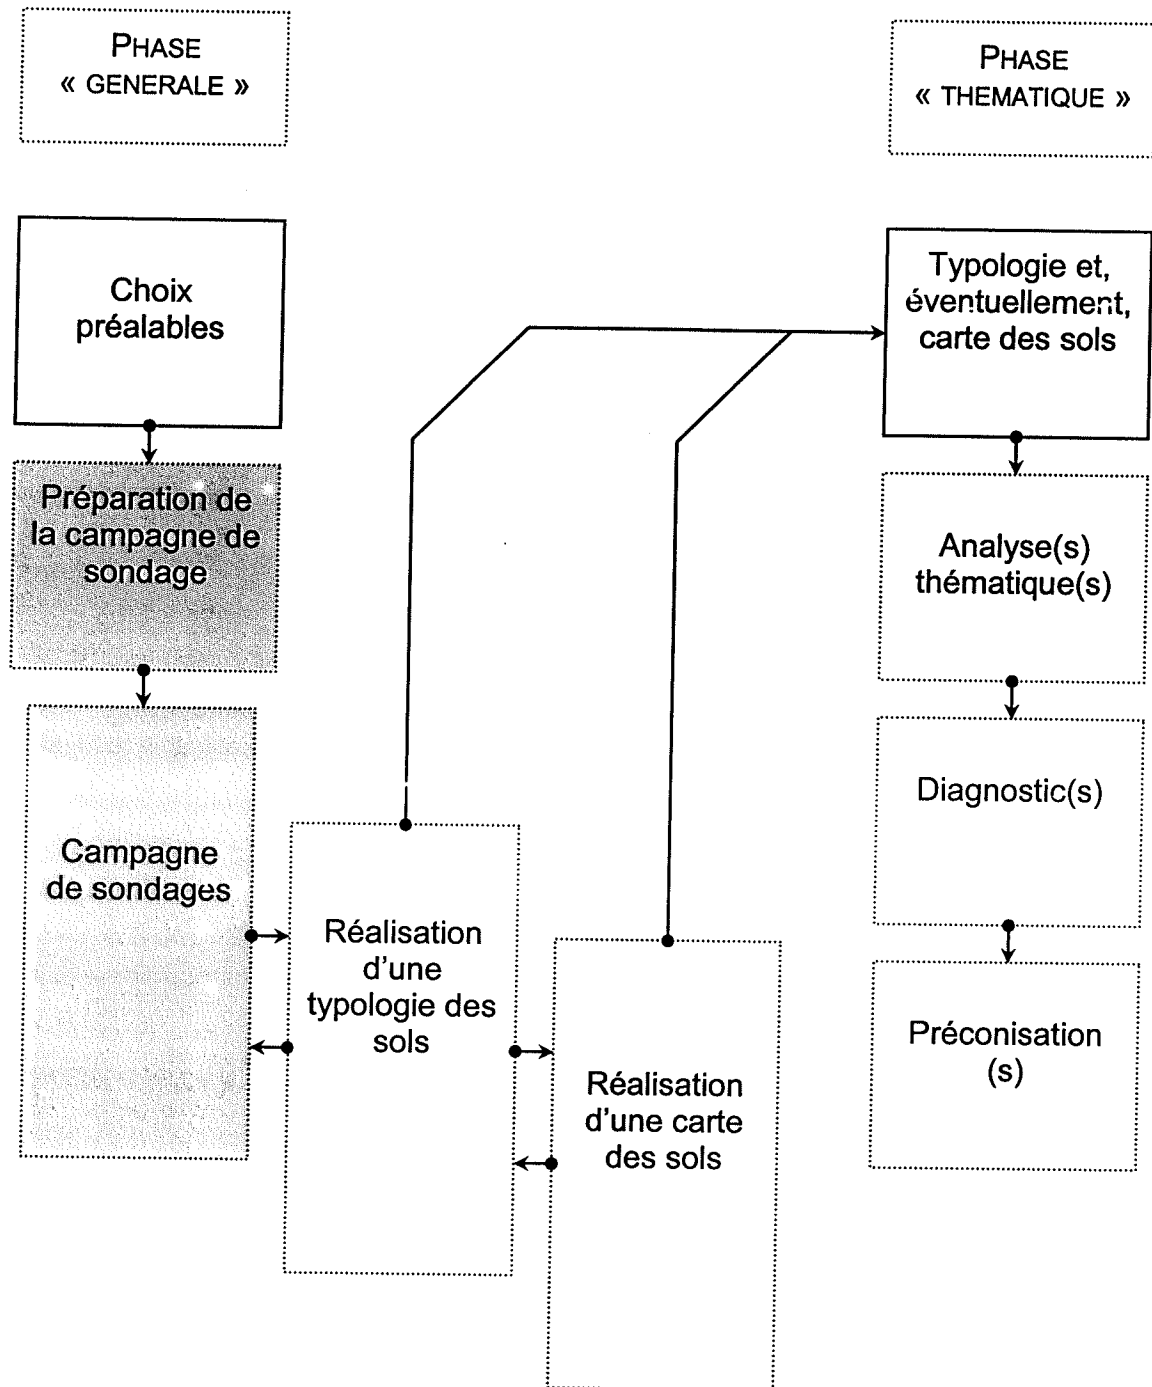 PHASE
« GENERALE »
PHASE
« THEMATIQUE »
Choix
préalables
Préparation de
la campagne de
sondage
Campagne
de sondages
Réalisation
d'une
typologie des
sols
Réalisation
d'une carte
des sols
Typologie et,
éventuellement,
carte des sols
Analyse(s)
thématique(s)
Diagnostic(s)
Préconisation
(s)